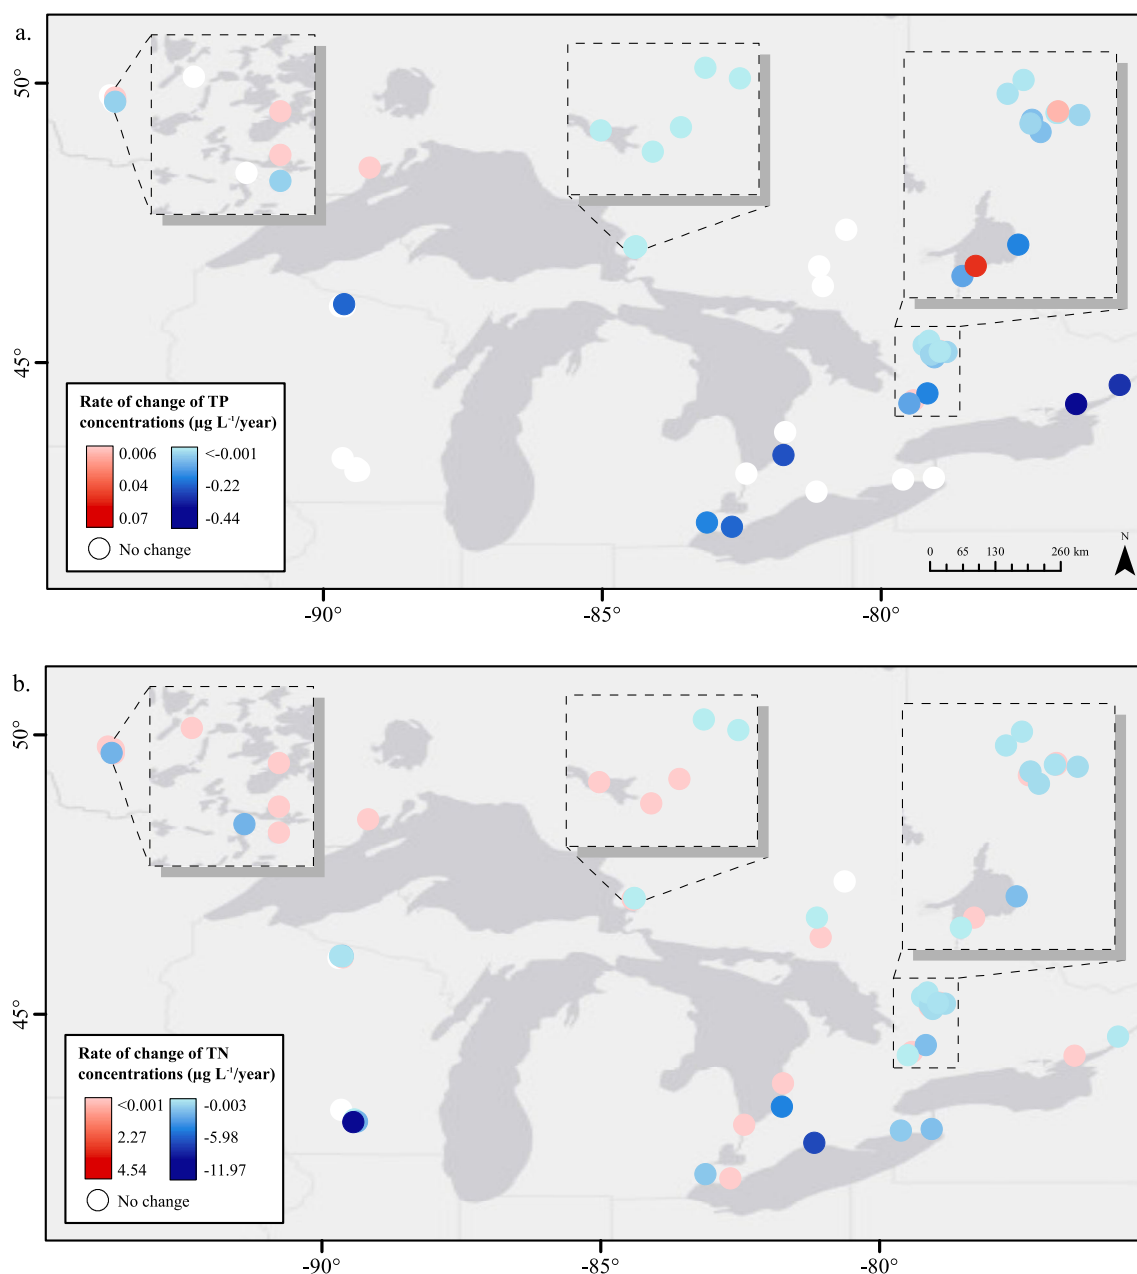 a.
50°
45°
Rate of change of TP
concentrations (µg L⁻¹/year)
0.006
<-0.001
0.04
-0.22
0.07
-0.44
No change
N
0
65
130
260 km
-90°
-85°
-80°
b.
50°
45°
Rate of change of TN
concentrations (µg L⁻¹/year)
<0.001
-0.003
2.27
-5.98
4.54
-11.97
No change
-90°
-85°
-80°